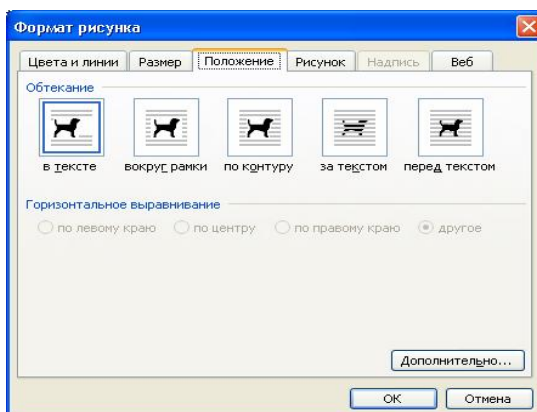 Формат рисунка
Цвета и линии Размер Положение Рисунок Надпись Веб
Обтекание
в тексте вокруг рамки по контуру за текстом перед текстом
Горизонтальное выравнивание
по левому краю по центру по правому краю другое
Дополнительно...
ОК Отмена